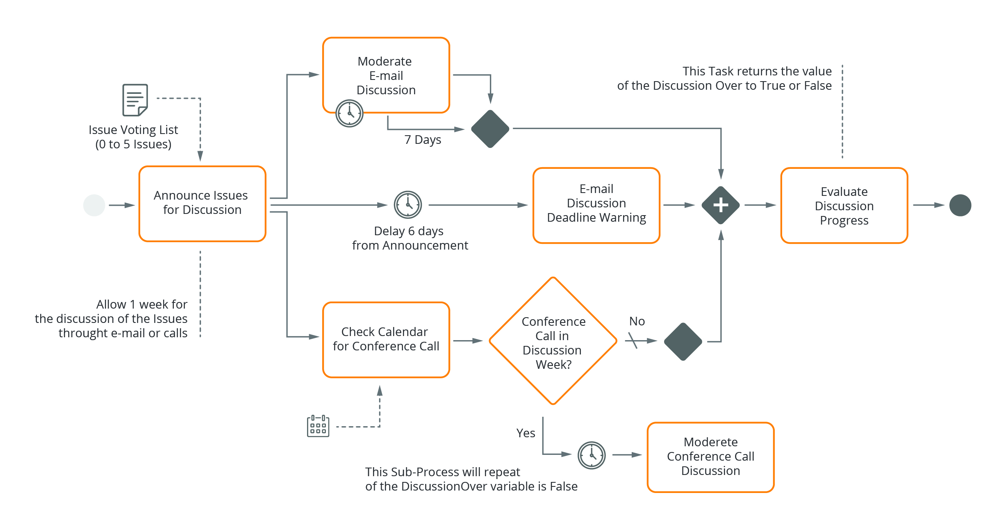 Moderate
E-mail
Discussion
7 Days
This Task returns the value
of the Discussion Over to True or False
Issue Voting List
(0 to 5 Issues)
Announce Issues
for Discussion
Delay 6 days
from Announcement
E-mail
Discussion
Deadline Warning
Evaluate
Discussion
Progress
Allow 1 week for
the discussion of the Issues
throught e-mail or calls
Check Calendar
for Conference Call
Conference
Call in
Discussion
Week?
No
Yes
This Sub-Process will repeat
of the DiscussionOver variable is False
Moderete
Conference Call
Discussion